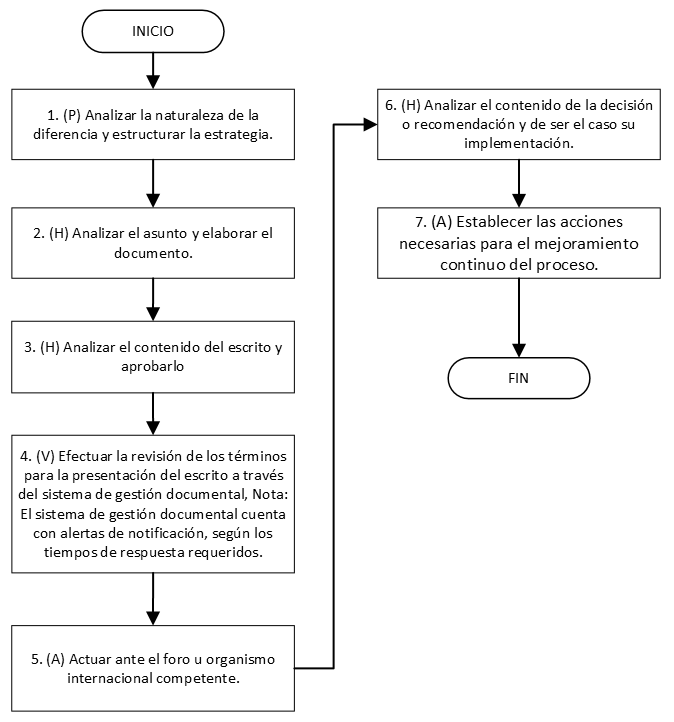 INICIO
1. (P) Analizar la naturaleza de la
diferencia y estructurar la estrategia.
2. (H) Analizar el asunto y elaborar el
documento.
3. (H) Analizar el contenido del escrito y
aprobarlo
4. (V) Efectuar la revisión de los términos
para la presentación del escrito a través
del sistema de gestión documental, Nota:
El sistema de gestión documental cuenta
con alertas de notificación, según los
tiempos de respuesta requeridos.
5. (A) Actuar ante el foro u organismo
internacional competente.
6. (H) Analizar el contenido de la decisión
o recomendación y de ser el caso su
implementación.
7. (A) Establecer las acciones
necesarias para el mejoramiento
continuo del proceso.
FIN